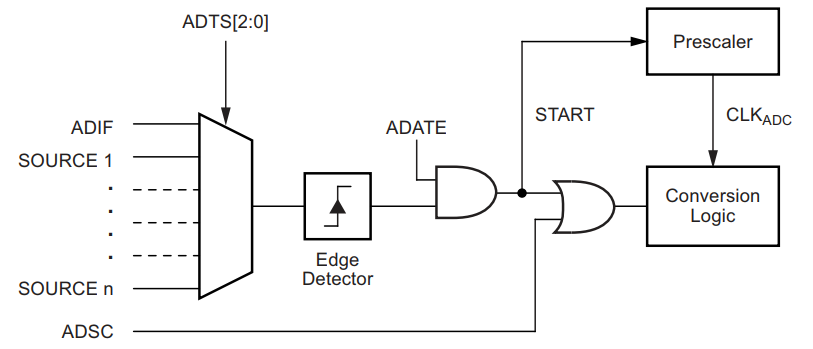 ADTS[2:0]
Prescaler
ADIF
ADATE
START
CLKADC
SOURCE 1
.
.
.
.
Conversion
Logic
Edge
Detector
SOURCE n
ADSC